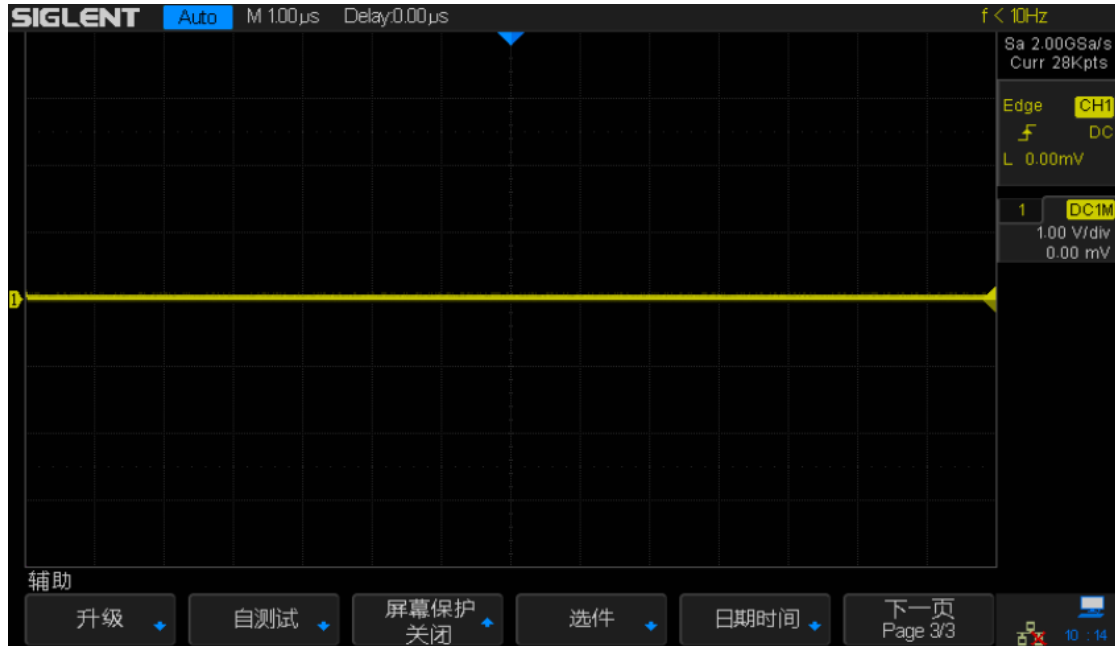 SIGLENT Auto M 1.00µs Delay:0.00µs f < 10Hz
Sa 2.00GSa/s
Curr 28Kpts
Edge CH1
DC
L 0.00mV
1 DC1M
1.00 V/div
0.00 mV
1
辅助
升级 自测试 屏幕保护 选件 日期时间 下一页
关闭 Page 3/3
10 : 14